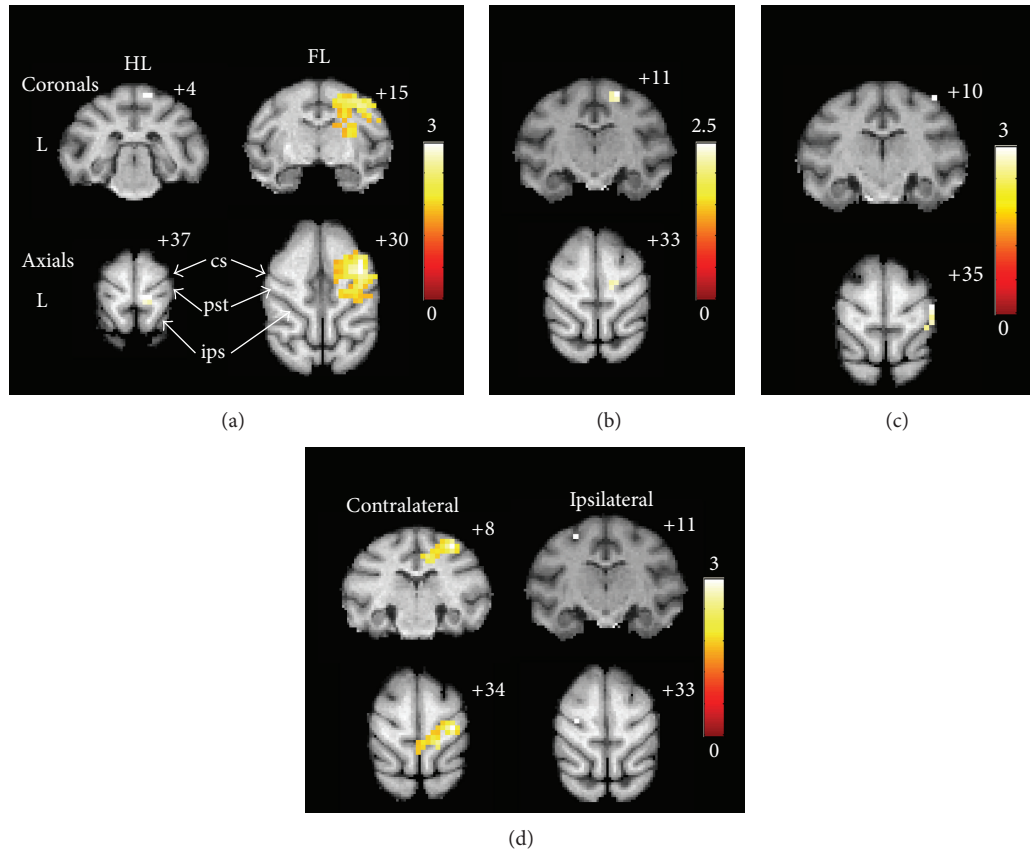 HL
FL
Coronals
+4
+15
L
3
0
+37
+30
Axials
L
cs
pst
ips
(a)
+11
2.5
0
+33
(b)
+10
3
0
+35
(c)
Contralateral
Ipsilateral
+8
+11
3
0
+34
+33
(d)